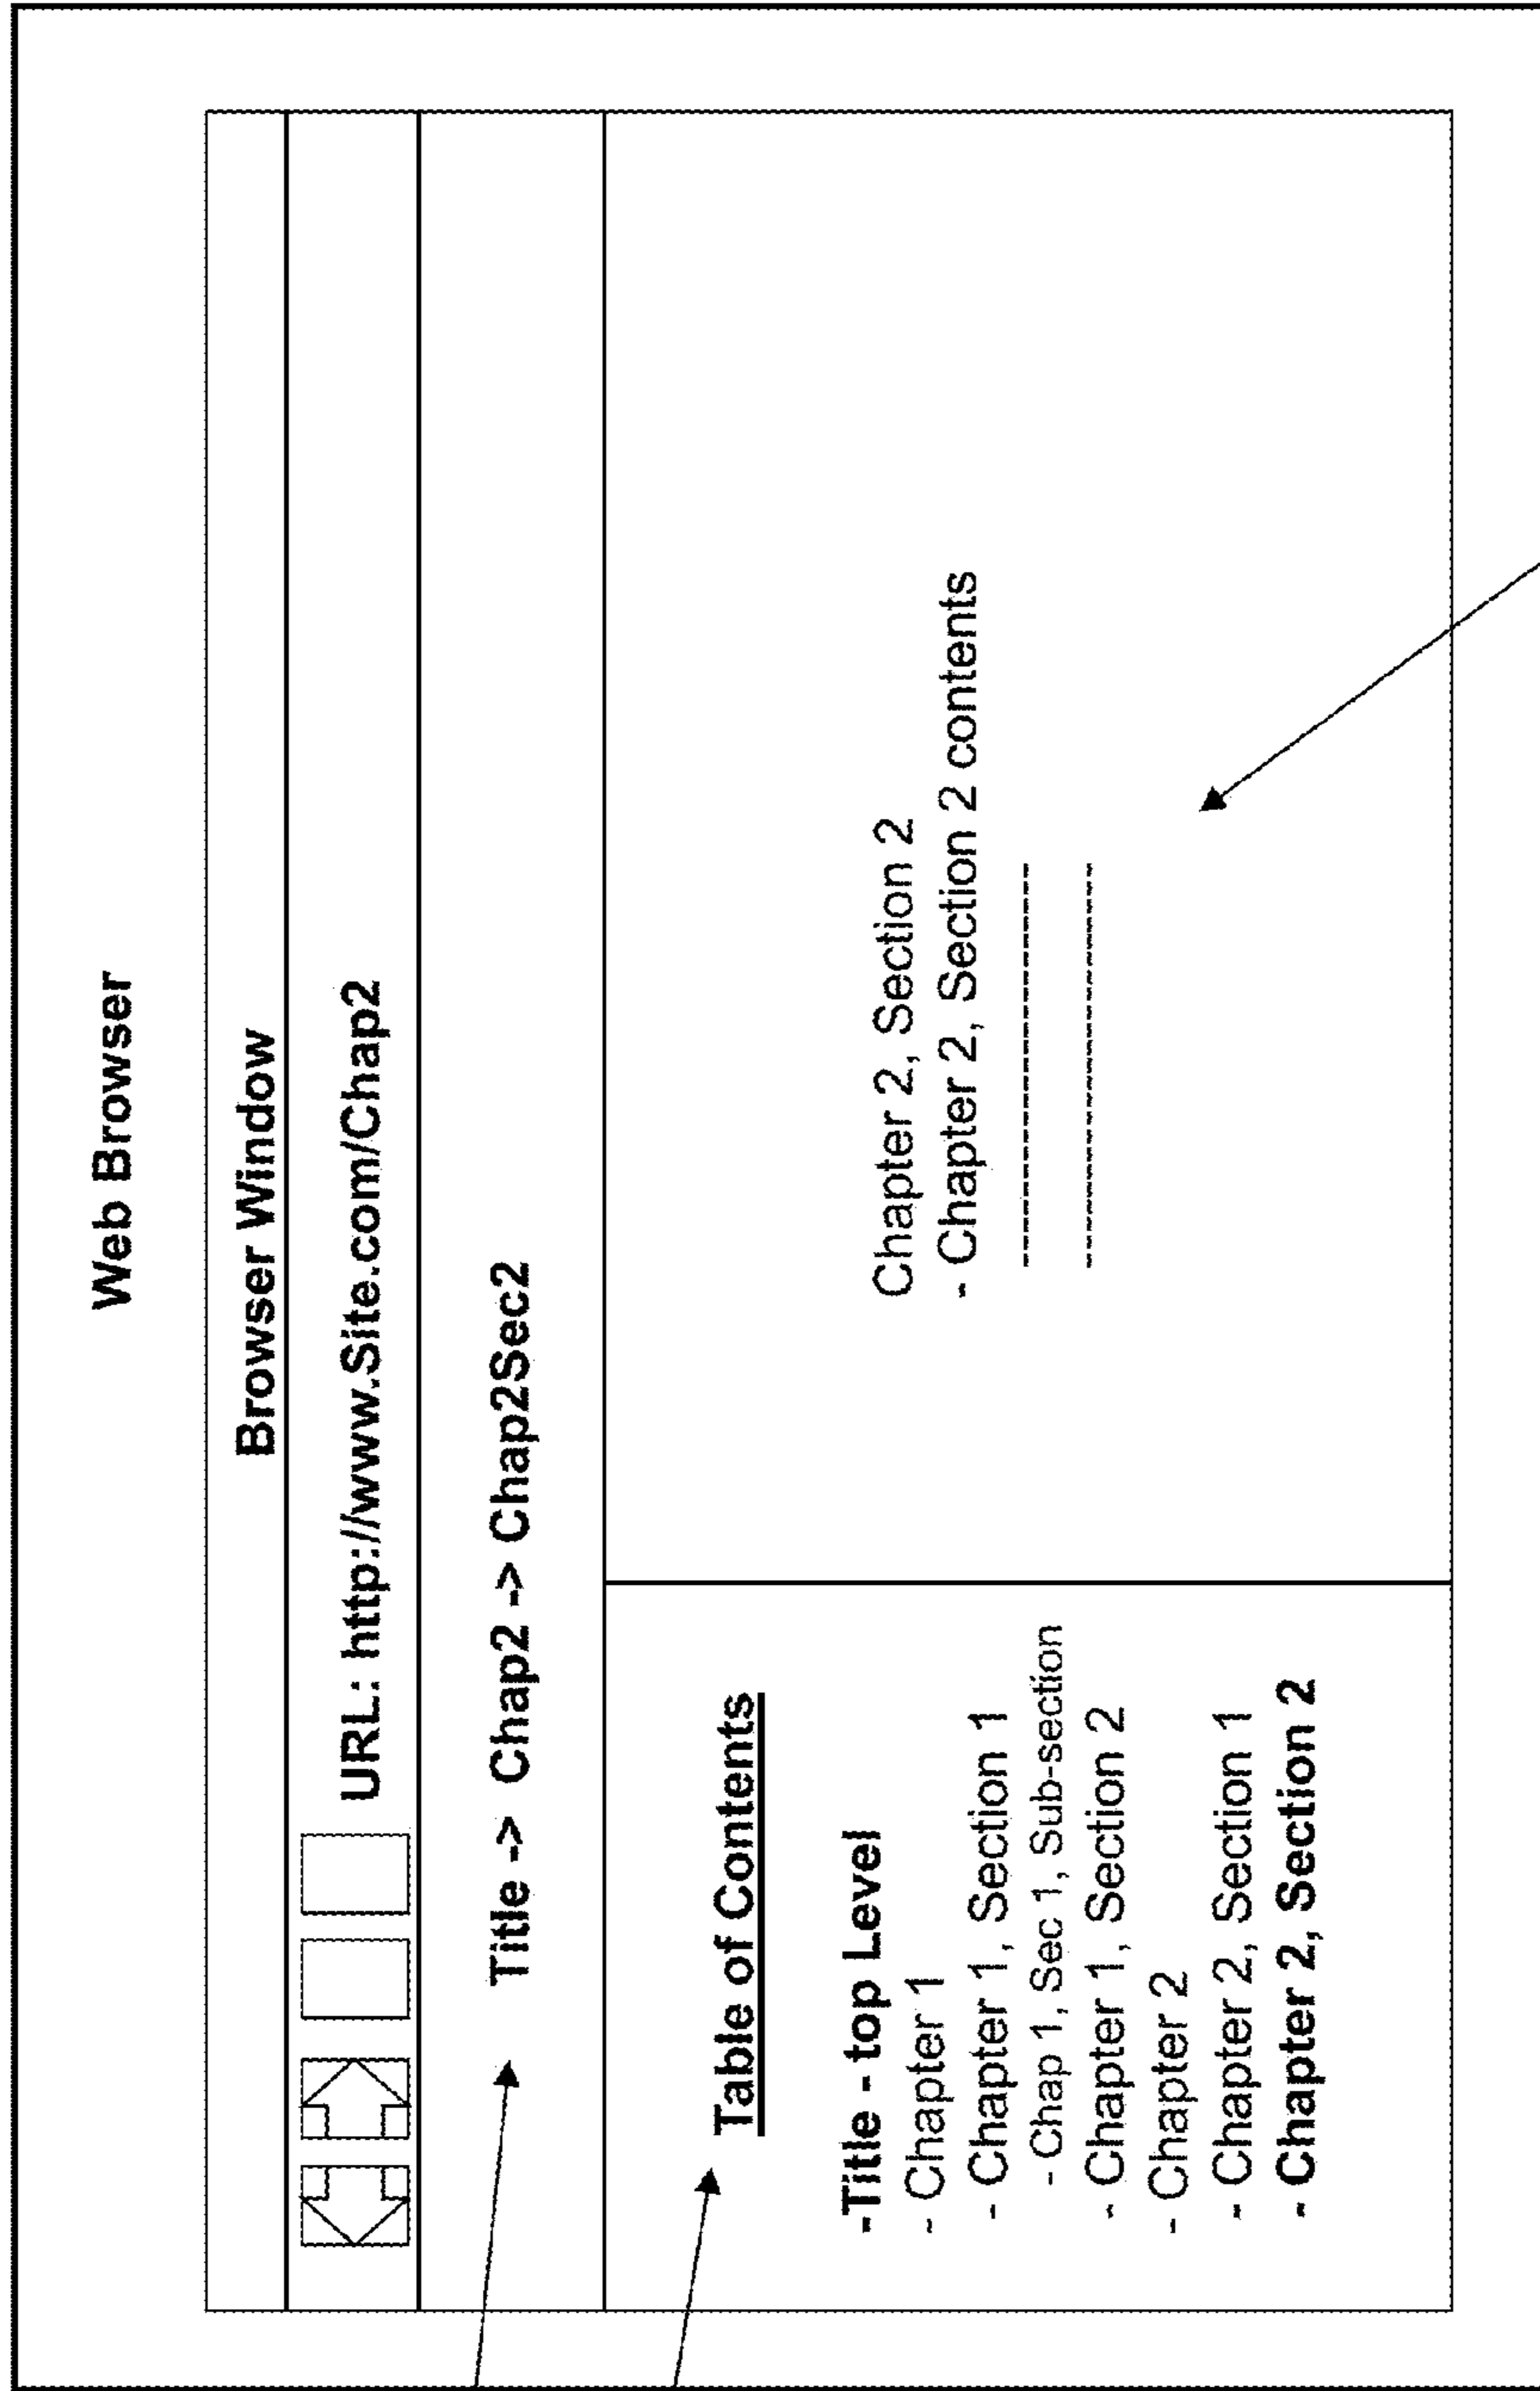 Web Browser
Browser Window
URL: http://www.Site.com/Chap2
Title -> Chap2 -> Chap2Sec2
Table of Contents
-Title - top Level
- Chapter 1
- Chapter 1, Section 1
- Chap 1, Sec 1, Sub-section
- Chapter 1, Section 2
- Chapter 2
- Chapter 2, Section 1
- Chapter 2, Section 2
Chapter 2, Section 2
- Chapter 2, Section 2 contents